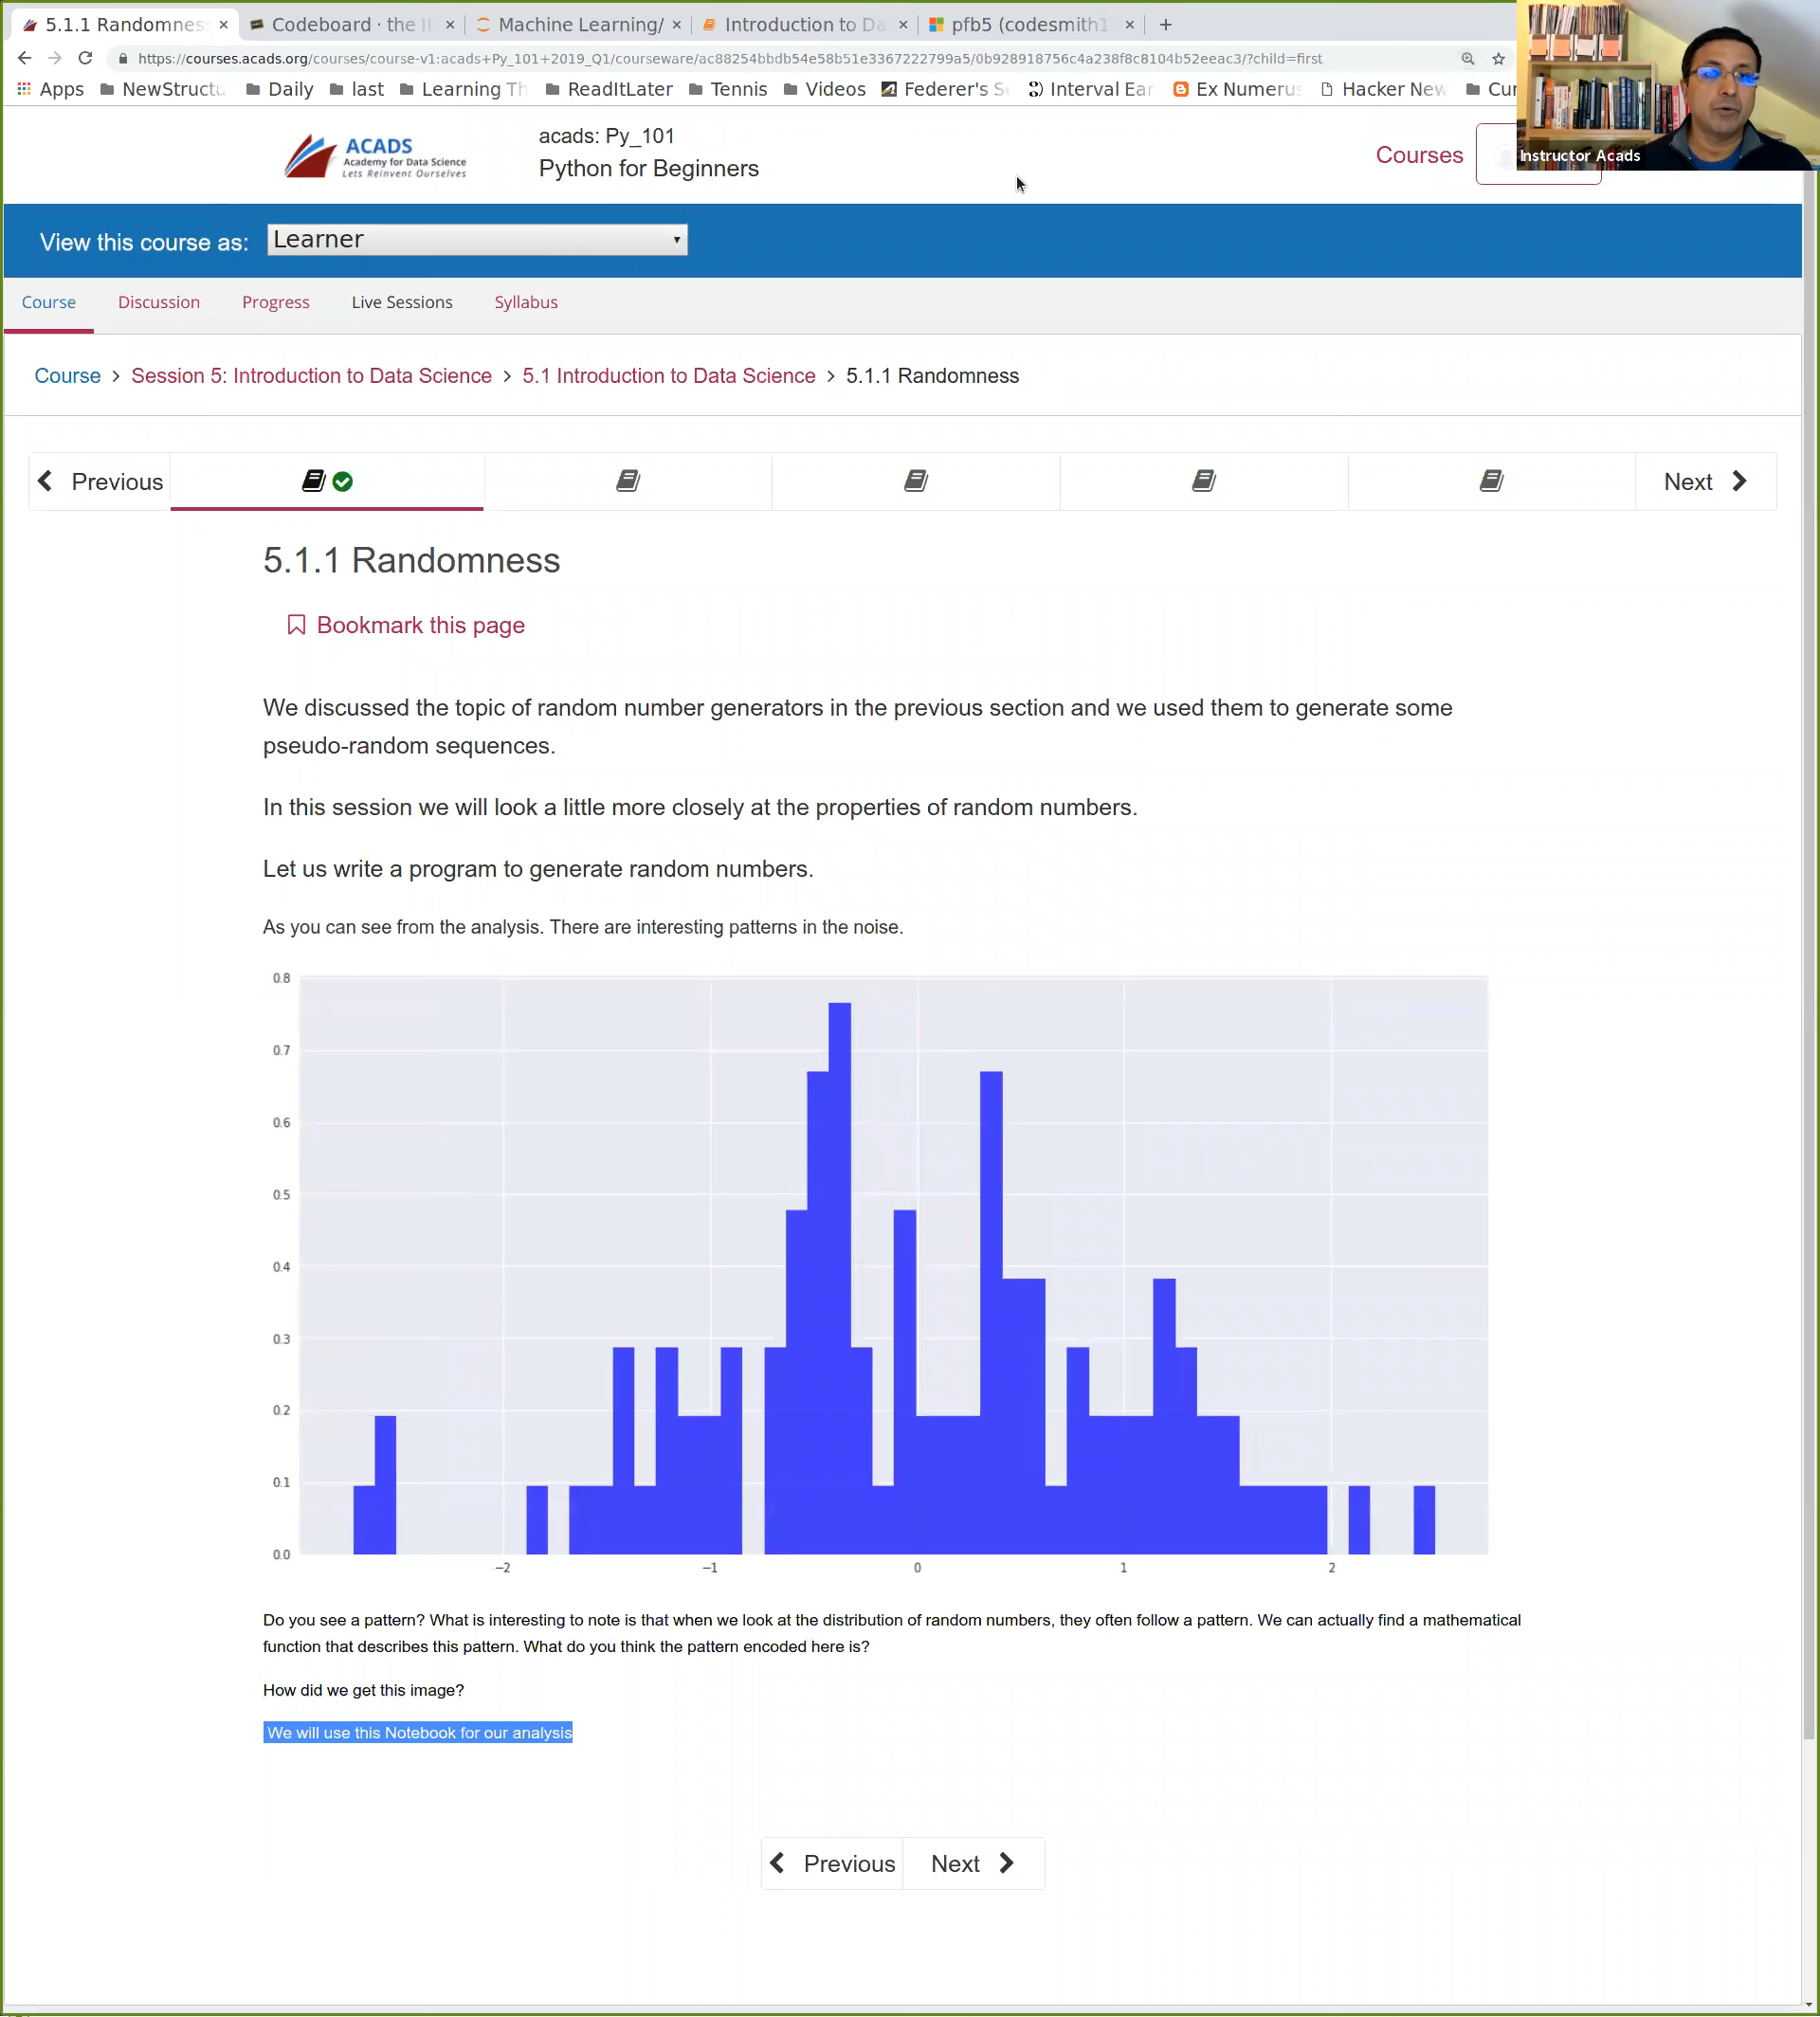 5.1.1 Randomnes
Codeboard · the I
Machine Learning/
Introduction to Da
pfb5 (codesmith1
https://courses.acads.org/courses/course-v1:acads+Py_101+2019_Q1/courseware/ac88254bbdb54e58b51e3367222799a5/0b928918756c4a238f8c8104b52eeac3/?child=first
Apps NewStructu Daily last Learning Th ReadItLater Tennis Videos Federer's S Interval Ear Ex Numerus Hacker New Cur
Instructor Acads
ACADS
Academy for Data Science
Lets Reinvent Ourselves
acads: Py_101
Python for Beginners
Courses
View this course as: Learner
Course Discussion Progress Live Sessions Syllabus
Course > Session 5: Introduction to Data Science > 5.1 Introduction to Data Science > 5.1.1 Randomness
Previous Next
5.1.1 Randomness
Bookmark this page
We discussed the topic of random number generators in the previous section and we used them to generate some
pseudo-random sequences.
In this session we will look a little more closely at the properties of random numbers.
Let us write a program to generate random numbers.
As you can see from the analysis. There are interesting patterns in the noise.
0.8
0.7
0.6
0.5
0.4
0.3
0.2
0.1
0.0
−2 −1 0 1 2
Do you see a pattern? What is interesting to note is that when we look at the distribution of random numbers, they often follow a pattern. We can actually find a mathematical
function that describes this pattern. What do you think the pattern encoded here is?
How did we get this image?
We will use this Notebook for our analysis
Previous Next